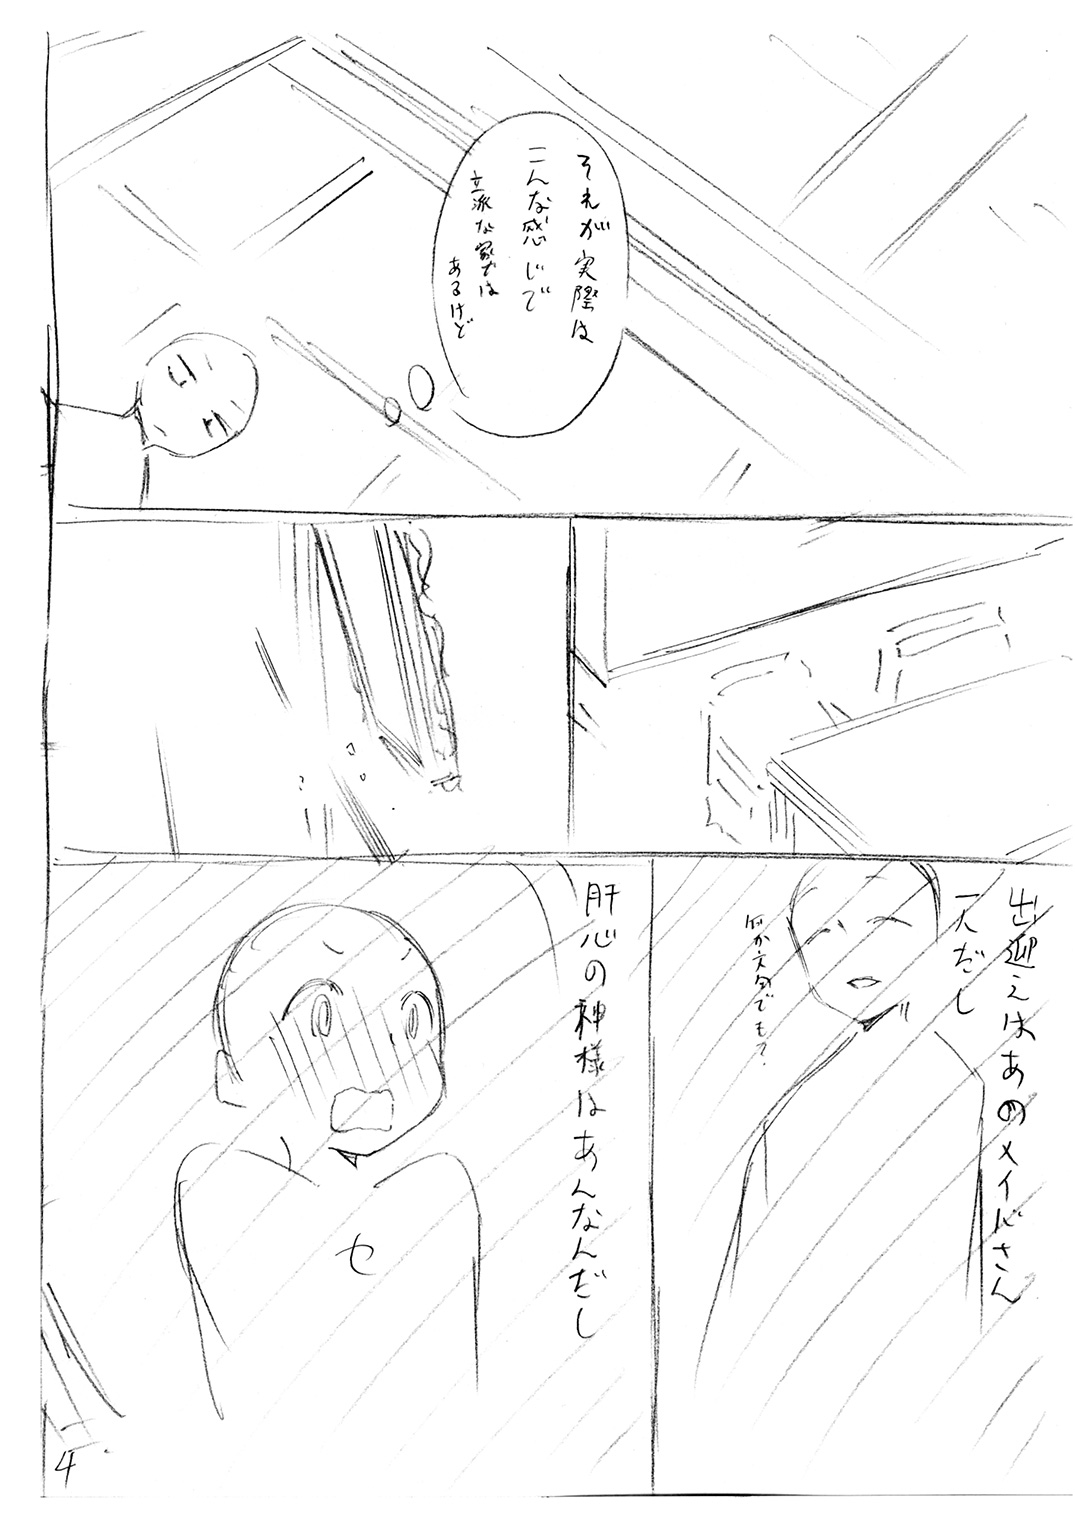 それが実際は
こんな感じで
立派な家では
あるけど
出迎えはあのメイドさん
一人だし
何か文句でも?
肝心の神様はあんなんだし
セ
4